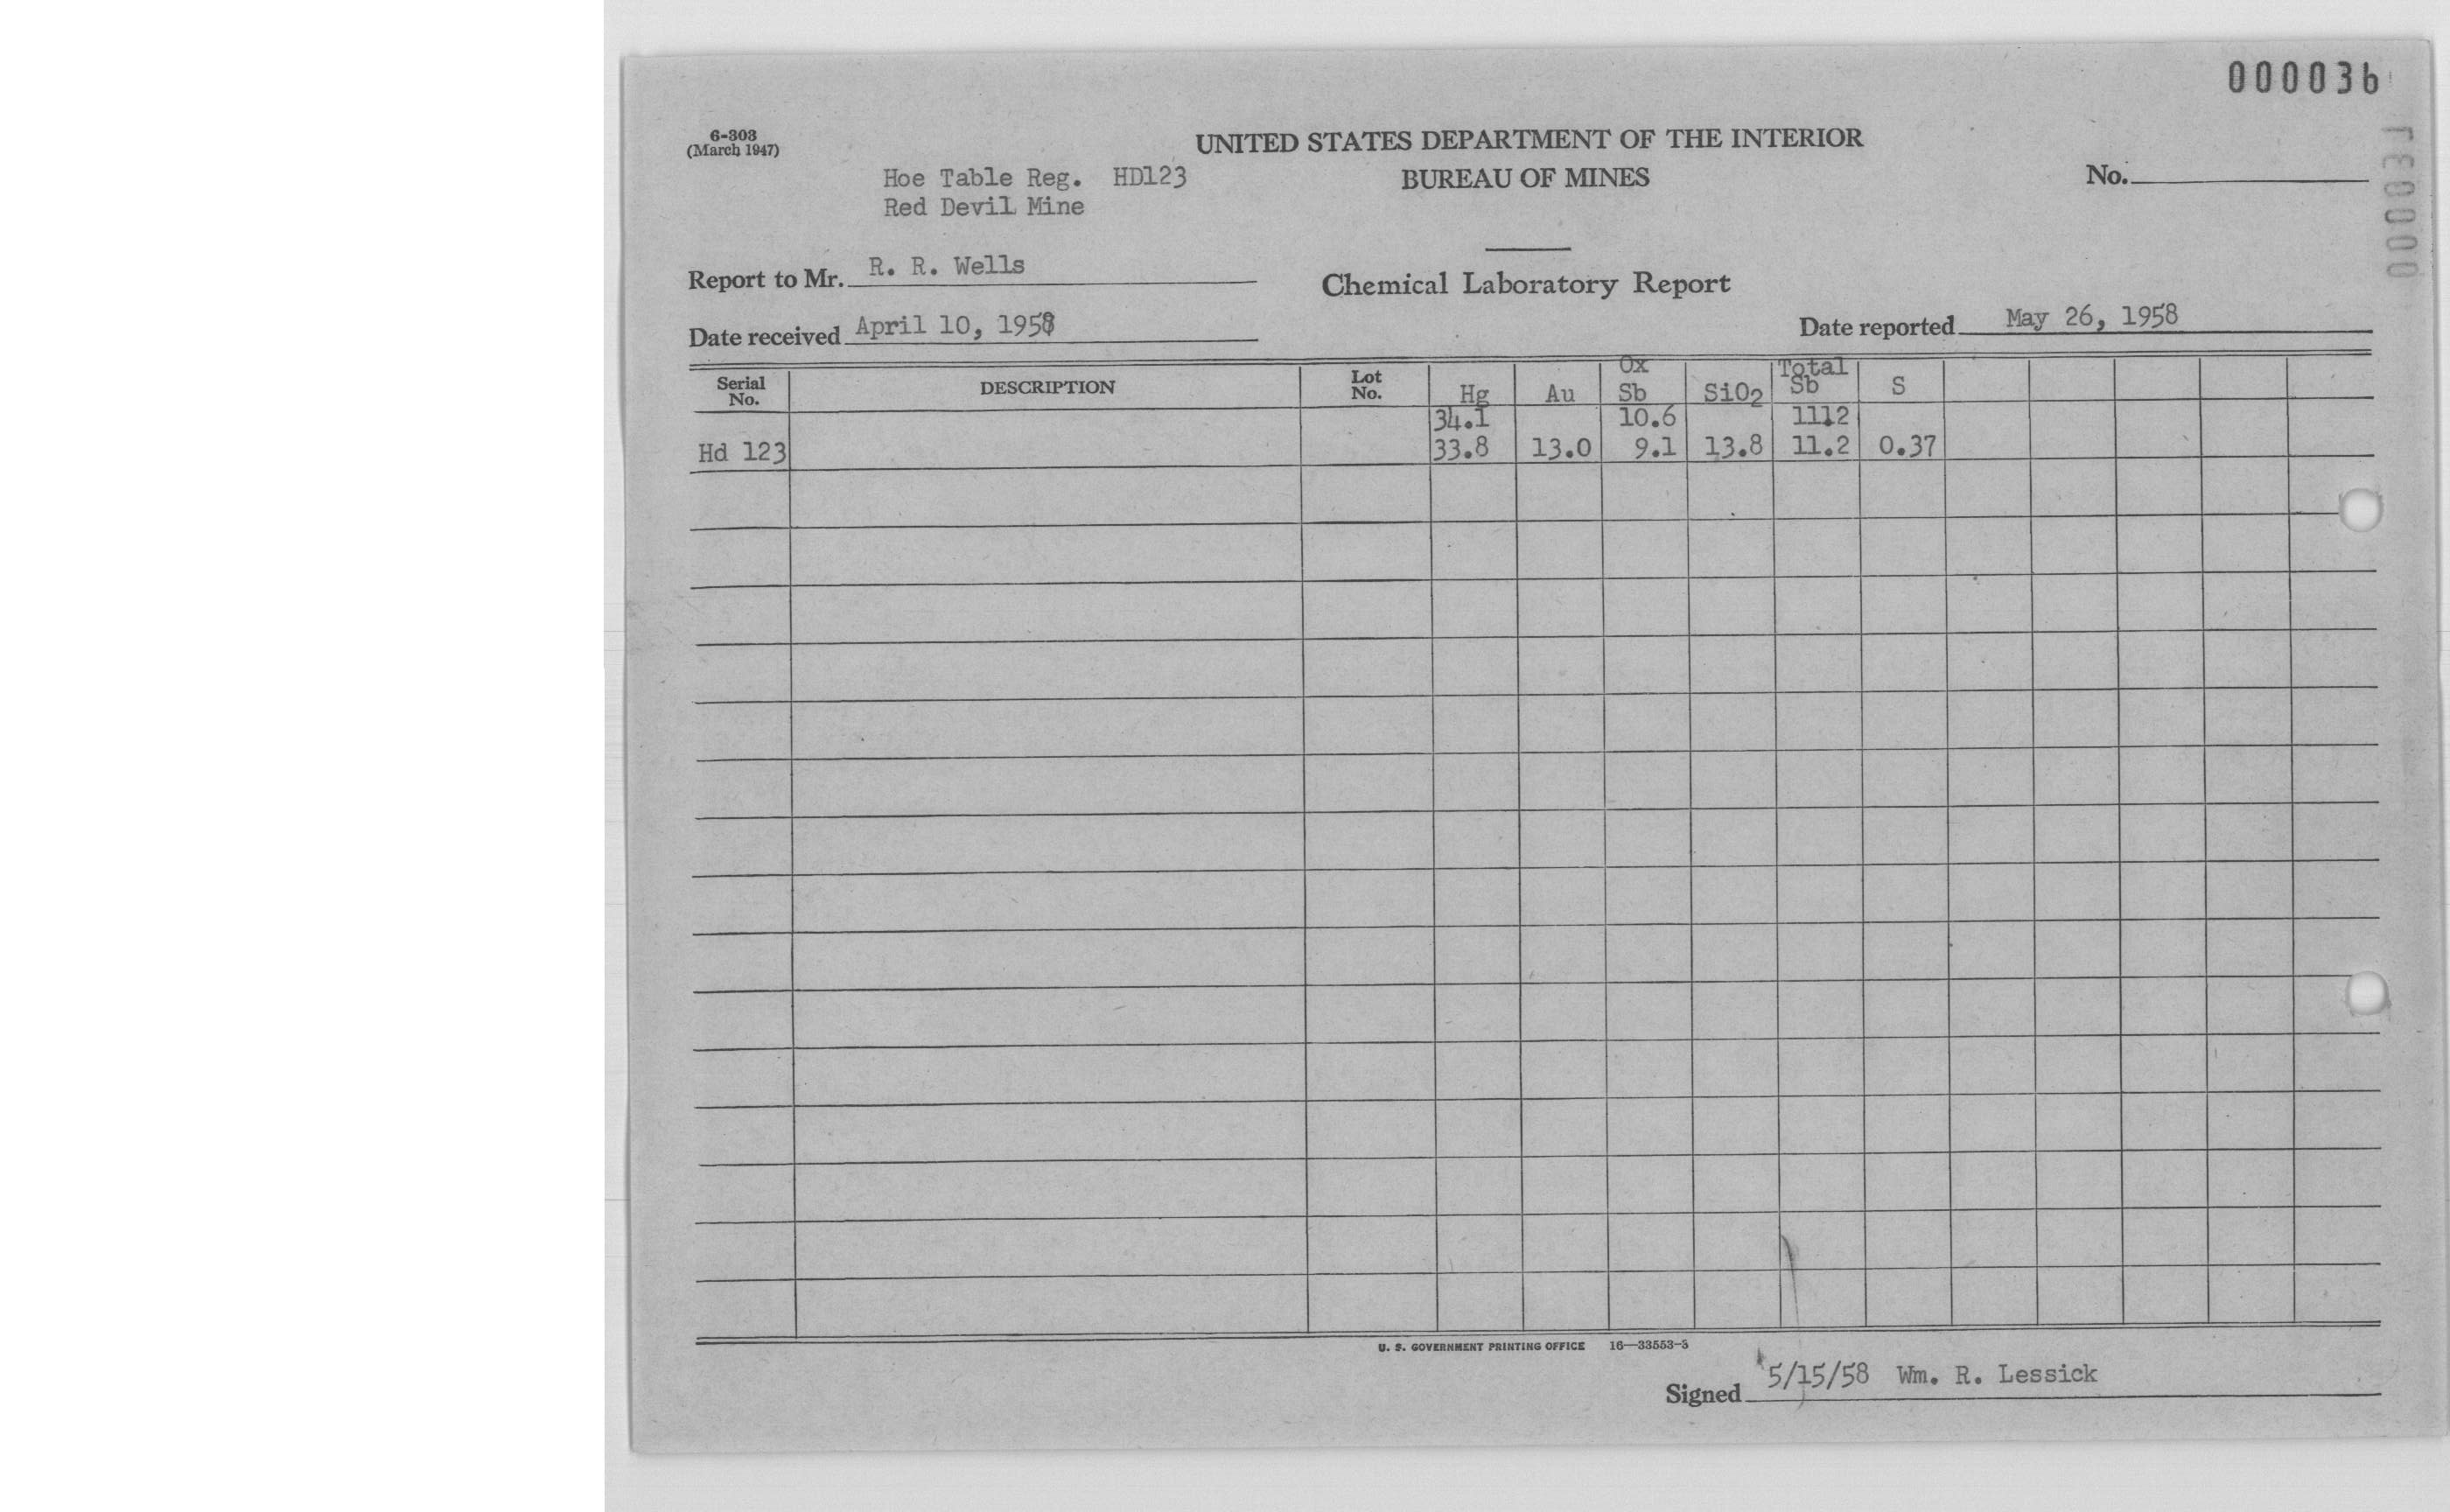 000036
6-303
(March 1947)
UNITED STATES DEPARTMENT OF THE INTERIOR
Hoe Table Reg. HD123
BUREAU OF MINES
No.
Red Devil Mine
000031
Report to Mr. R. R. Wells
Chemical Laboratory Report
Date received April 10, 1958
Date reported May 26, 1958
Serial No. DESCRIPTION Lot No. Hg Au Ox Sb SiO2 Total Sb S
34.1 10.6 11.2
Hd 123 33.8 13.0 9.1 13.8 11.2 0.37
U. S. GOVERNMENT PRINTING OFFICE 16—33553-3
Signed 5/15/58 Wm. R. Lessick